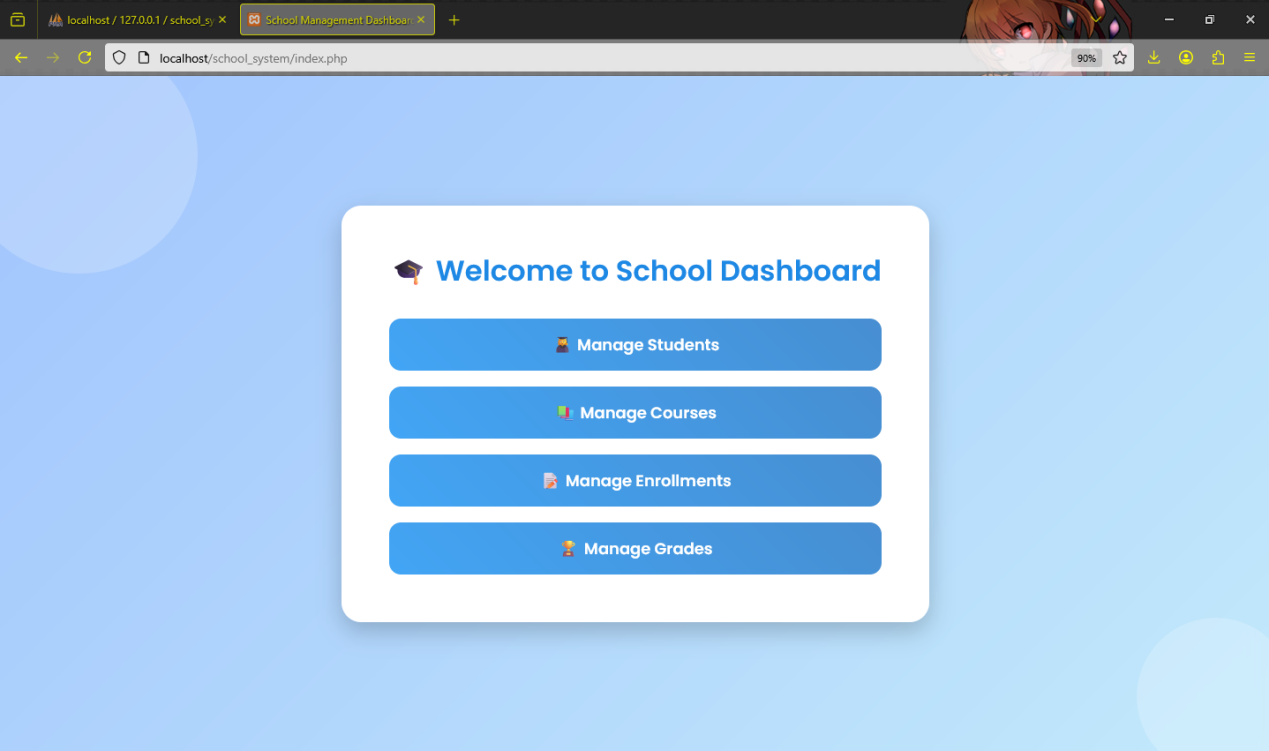 localhost / 127.0.0.1 / school_sy
School Management Dashboard
localhost/school_system/index.php
90%
Welcome to School Dashboard
Manage Students
Manage Courses
Manage Enrollments
Manage Grades